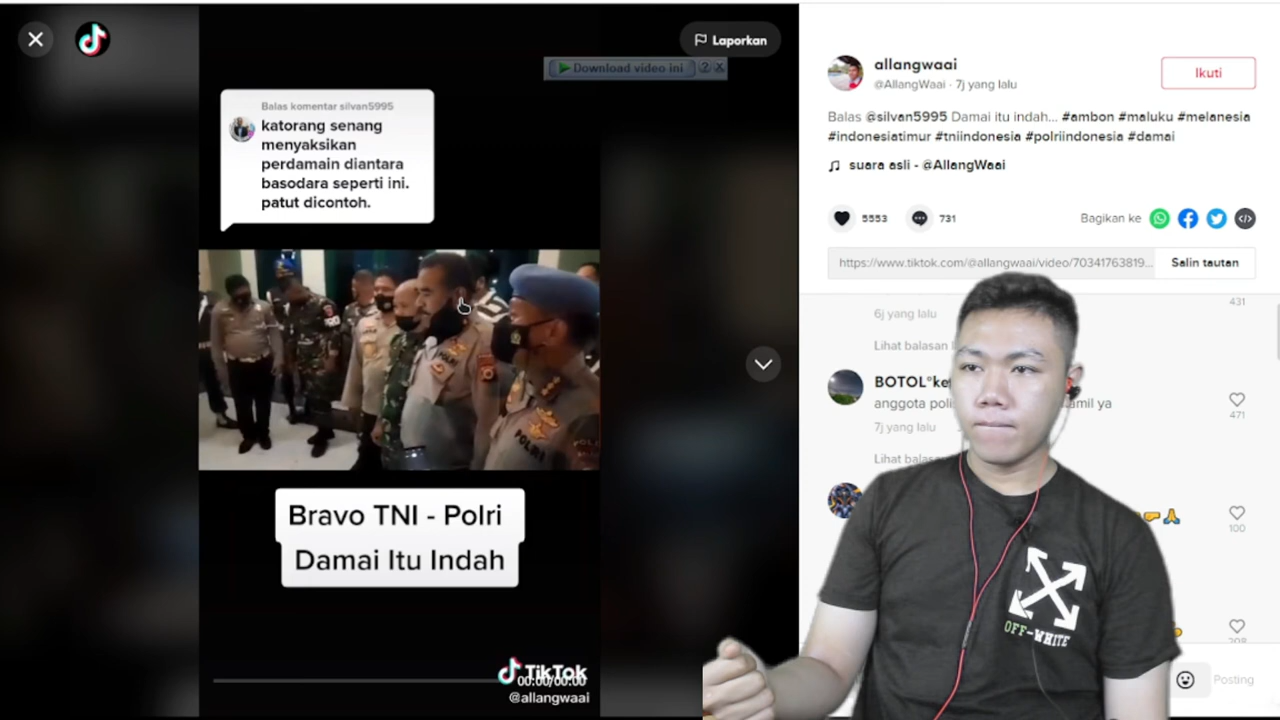 Laporkan
Download video ini
Balas komentar silvan5995
katorang senang
menyaksikan
perdamain diantara
basodara seperti ini.
patut dicontoh.
POLRI
POLRI
Bravo TNI - Polri
Damai Itu Indah
TikTok
00:00/00:00
@allangwaai
allangwaai
@AllangWaai · 7j yang lalu
Ikuti
Balas @silvan5995 Damai itu indah... #ambon #maluku #melanesia
#indonesiatimur #tniindonesia #polriindonesia #damai
suara asli - @AllangWaai
5553
731
Bagikan ke
https://www.tiktok.com/@allangwaai/video/70341763819...
Salin tautan
431
6j yang lalu
Lihat balasan
BOTOL°
anggota
ya
471
7j yang lalu
Lihat
100
208
OFF-WHITE
Posting